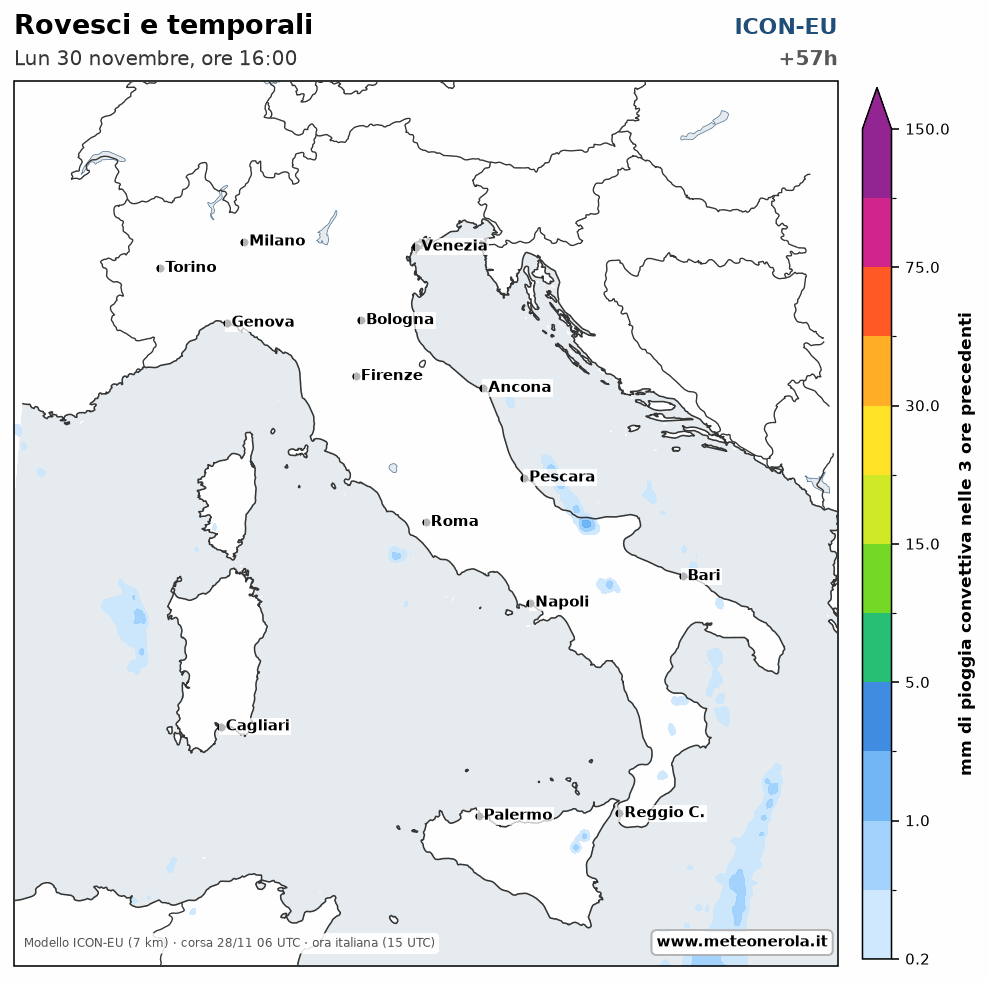 Rovesci e temporali
ICON-EU
Lun 30 novembre, ore 16:00
+57h
150.0
75.0
30.0
15.0
5.0
1.0
0.2
mm di pioggia convettiva nelle 3 ore precedenti
Milano
Venezia
Torino
Genova
Bologna
Firenze
Ancona
Pescara
Roma
Bari
Napoli
Cagliari
Palermo
Reggio C.
Modello ICON-EU (7 km) · corsa 28/11 06 UTC · ora italiana (15 UTC)
www.meteonerola.it